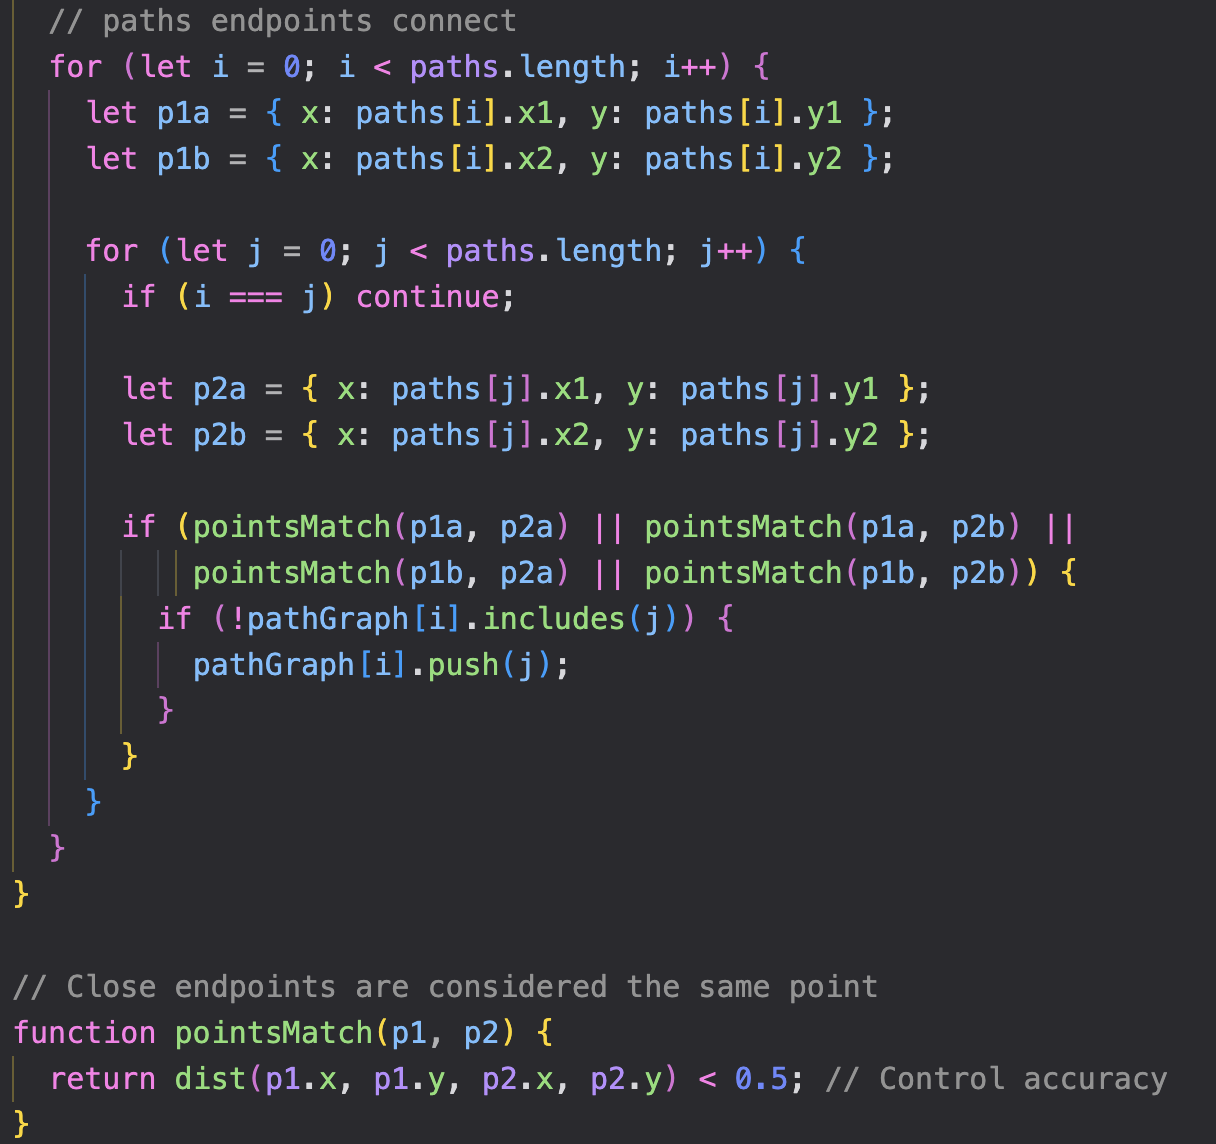 // paths endpoints connect
for (let i = 0; i < paths.length; i++) {
let p1a = { x: paths[i].x1, y: paths[i].y1 };
let p1b = { x: paths[i].x2, y: paths[i].y2 };
for (let j = 0; j < paths.length; j++) {
if (i === j) continue;
let p2a = { x: paths[j].x1, y: paths[j].y1 };
let p2b = { x: paths[j].x2, y: paths[j].y2 };
if (pointsMatch(p1a, p2a) || pointsMatch(p1a, p2b) ||
pointsMatch(p1b, p2a) || pointsMatch(p1b, p2b)) {
if (!pathGraph[i].includes(j)) {
pathGraph[i].push(j);
}
}
}
}
}
// Close endpoints are considered the same point
function pointsMatch(p1, p2) {
return dist(p1.x, p1.y, p2.x, p2.y) < 0.5; // Control accuracy
}